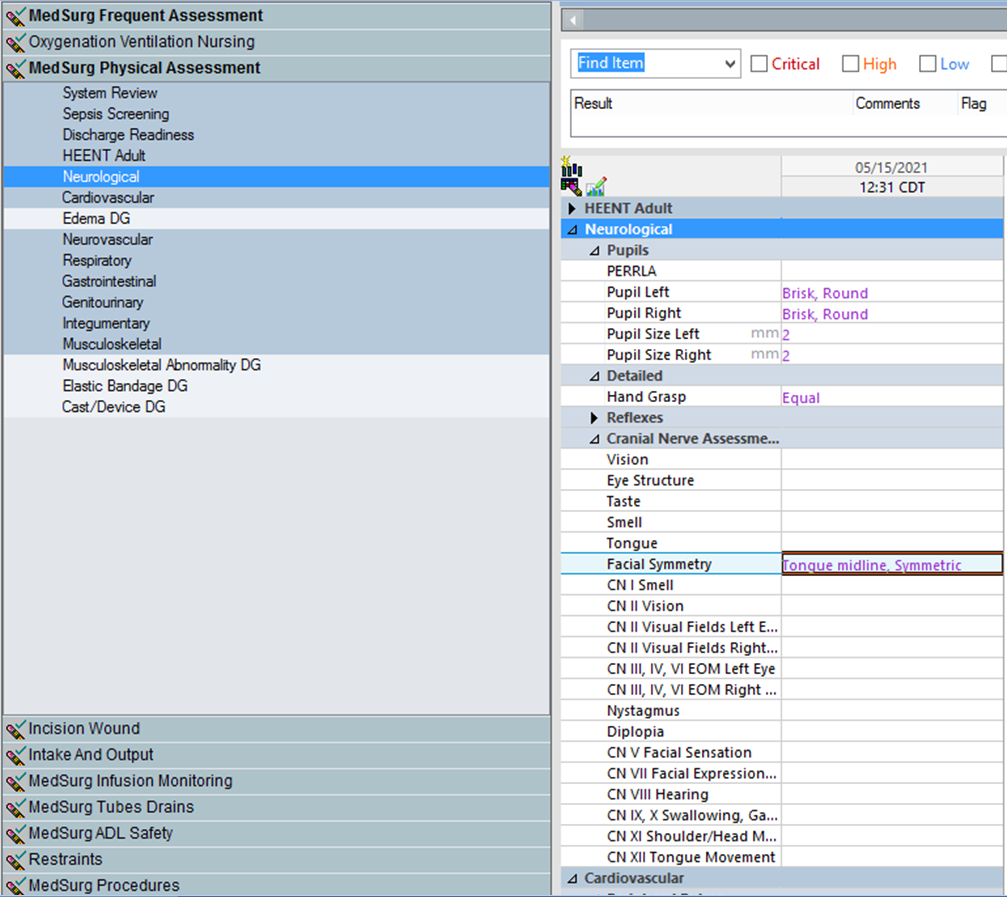 MedSurg Frequent Assessment
Oxygenation Ventilation Nursing
MedSurg Physical Assessment
System Review
Sepsis Screening
Discharge Readiness
HEENT Adult
Neurological
Cardiovascular
Edema DG
Neurovascular
Respiratory
Gastrointestinal
Genitourinary
Integumentary
Musculoskeletal
Musculoskeletal Abnormality DG
Elastic Bandage DG
Cast/Device DG
Incision Wound
Intake And Output
MedSurg Infusion Monitoring
MedSurg Tubes Drains
MedSurg ADL Safety
Restraints
MedSurg Procedures
Find Item Critical High Low
Result Comments Flag
05/15/2021
12:31 CDT
HEENT Adult
Neurological
Pupils
PERRLA
Pupil Left Brisk, Round
Pupil Right Brisk, Round
Pupil Size Left mm 2
Pupil Size Right mm 2
Detailed
Hand Grasp Equal
Reflexes
Cranial Nerve Assessme...
Vision
Eye Structure
Taste
Smell
Tongue
Facial Symmetry Tongue midline, Symmetric
CN I Smell
CN II Vision
CN II Visual Fields Left E...
CN II Visual Fields Right...
CN III, IV, VI EOM Left Eye
CN III, IV, VI EOM Right ...
Nystagmus
Diplopia
CN V Facial Sensation
CN VII Facial Expression...
CN VIII Hearing
CN IX, X Swallowing, Ga...
CN XI Shoulder/Head M...
CN XII Tongue Movement
Cardiovascular